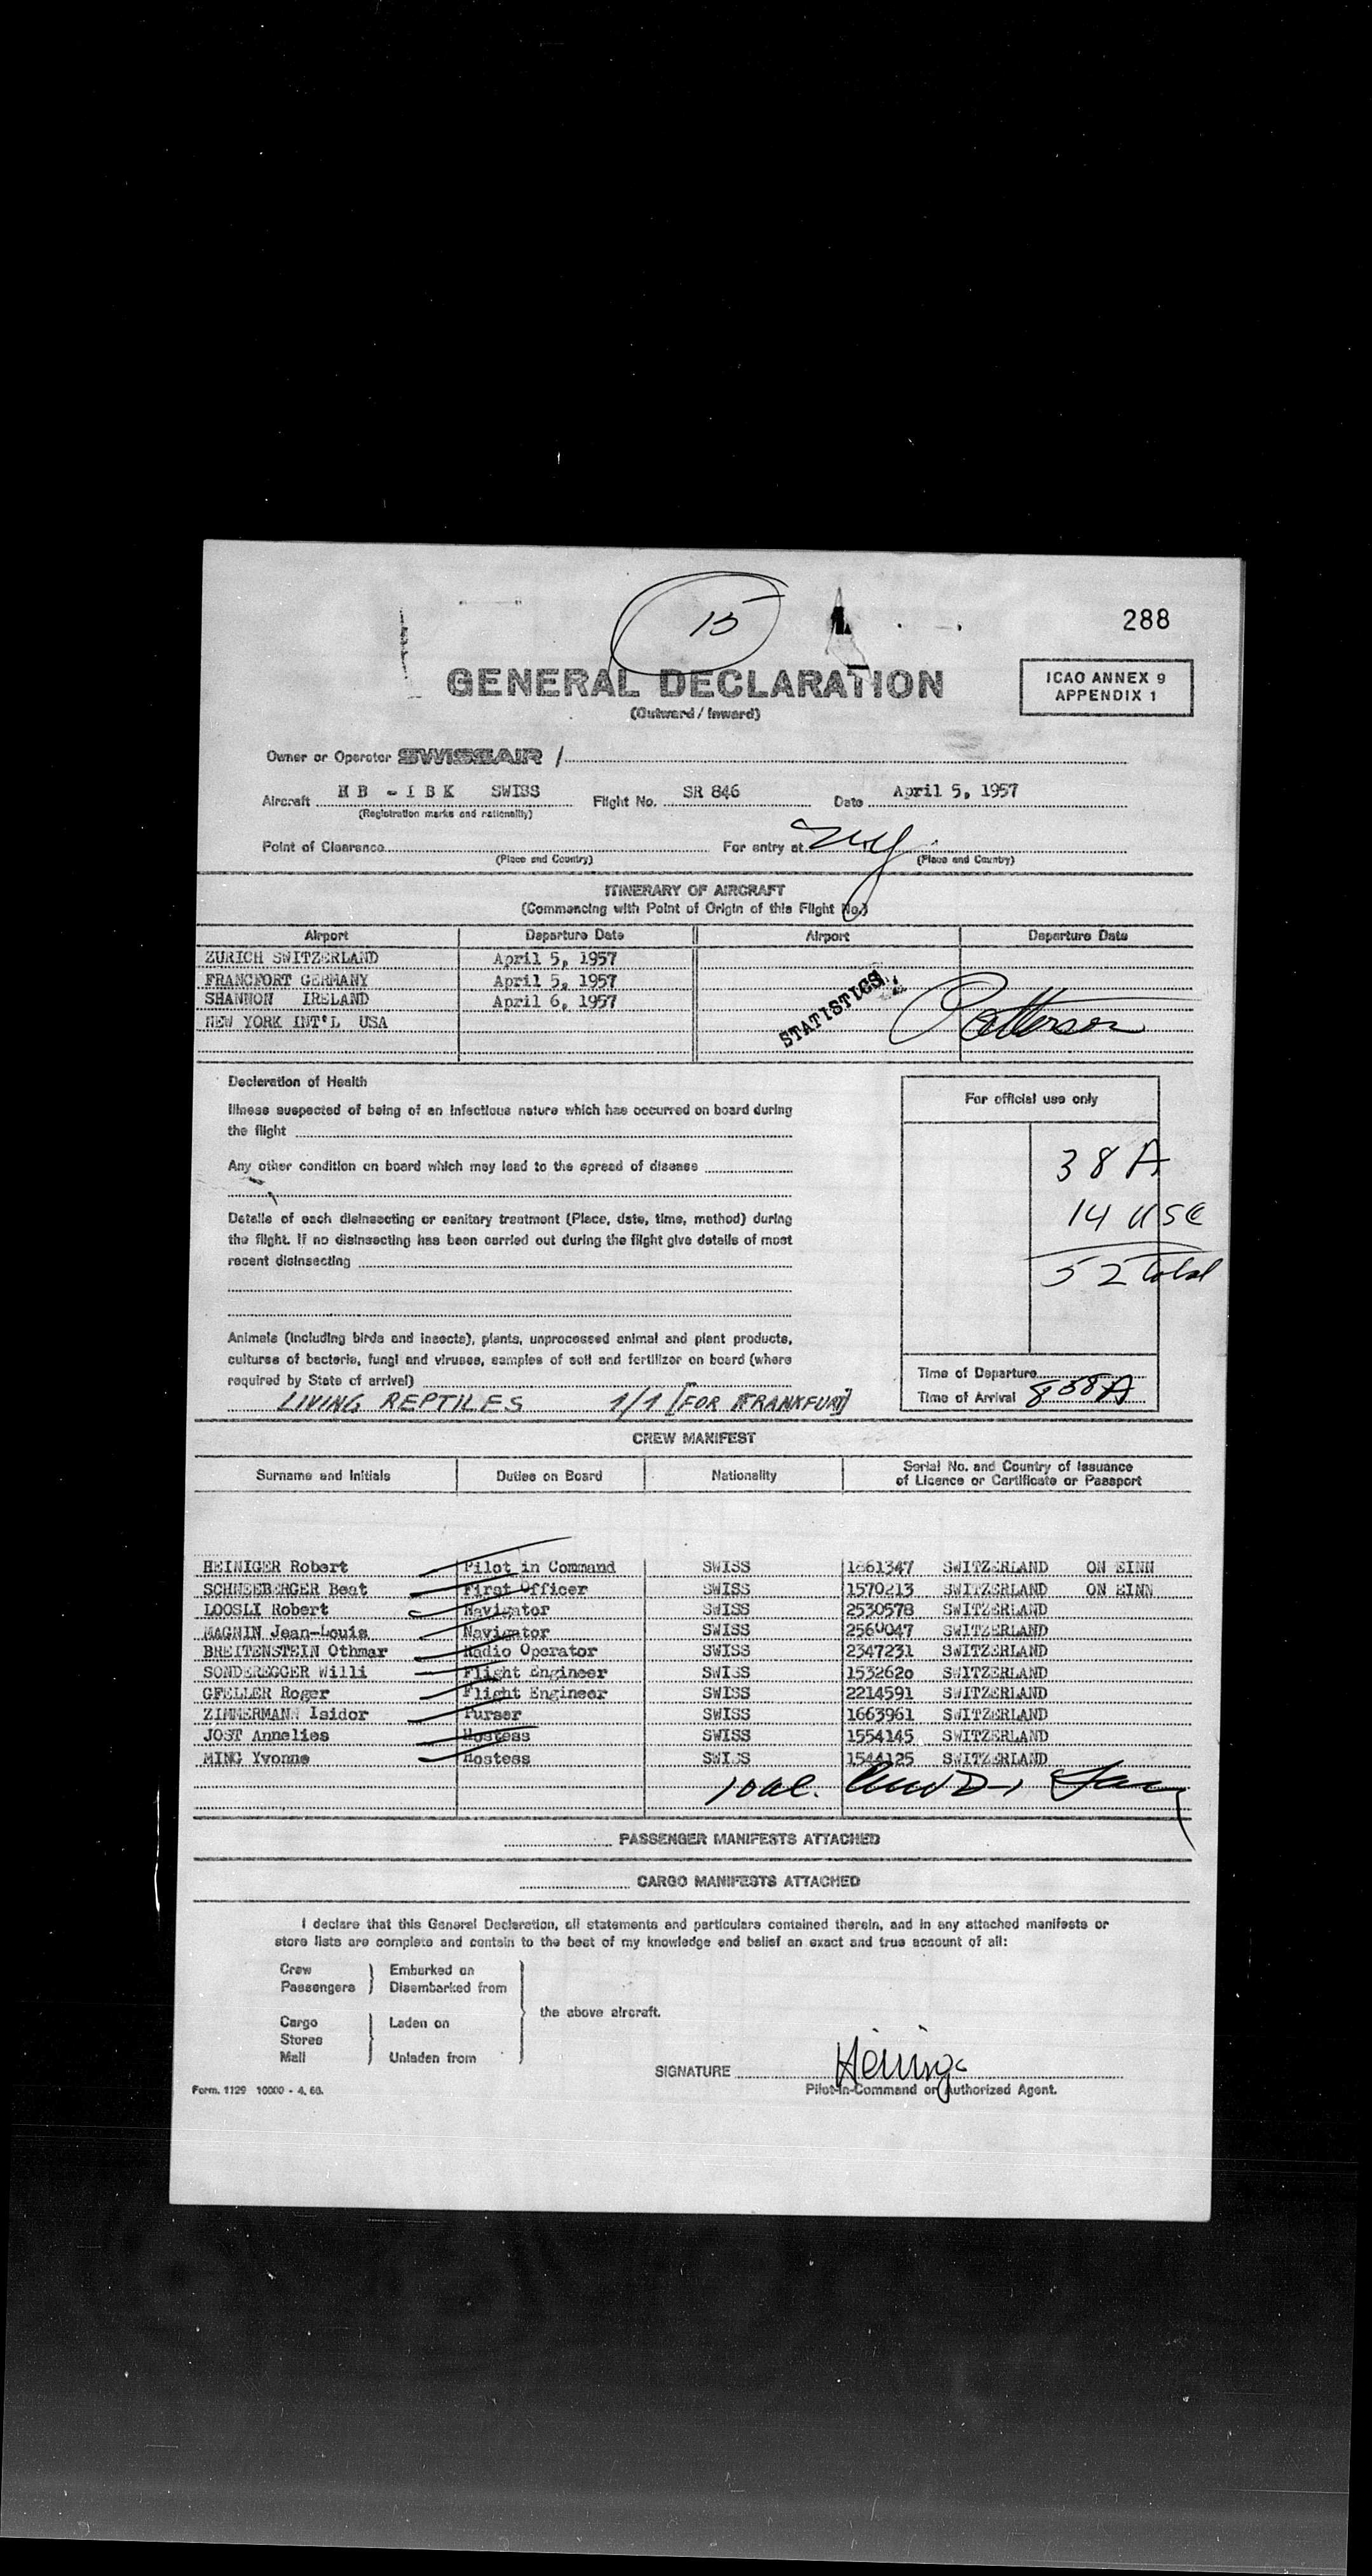 15
288
GENERAL DECLARATION
(Outward / Inward)
ICAO ANNEX 9
APPENDIX 1
Owner or Operator SWISSAIR /
Aircraft HB - IBK SWISS Flight No. SR 846 Date April 5, 1957
(Registration marks and nationality)
Point of Clearance For entry at NY
(Place and Country) (Place and Country)
ITINERARY OF AIRCRAFT
(Commencing with Point of Origin of this Flight No.)
Airport Departure Date Airport Departure Date
ZURICH SWITZERLAND April 5, 1957
FRANCFORT GERMANY April 5, 1957
SHANNON IRELAND April 6, 1957
NEW YORK INT'L USA
STATISTICS
Patterson
Declaration of Health
Illness suspected of being of an infectious nature which has occurred on board during
the flight
Any other condition on board which may lead to the spread of disease
Details of each disinsecting or sanitary treatment (Place, date, time, method) during
the flight. If no disinsecting has been carried out during the flight give details of most
recent disinsecting
Animals (including birds and insects), plants, unprocessed animal and plant products,
cultures of bacteria, fungi and viruses, samples of soil and fertilizer on board (where
required by State of arrival)
LIVING REPTILES 1/1 [FOR FRANKFURT]
For official use only
38 A
14 USC
52 total
Time of Departure
Time of Arrival 858A
CREW MANIFEST
Surname and Initials Duties on Board Nationality Serial No. and Country of Issuance
of Licence or Certificate or Passport
HEINIGER Robert Pilot in Command SWISS 1661347 SWITZERLAND ON EINN
SCHNEEBERGER Beat First Officer SWISS 1570213 SWITZERLAND ON EINN
LOOSLI Robert Navigator SWISS 2530578 SWITZERLAND
MAGNIN Jean-Louis Navigator SWISS 2560047 SWITZERLAND
BREITENSTEIN Othmar Radio Operator SWISS 2347231 SWITZERLAND
SONDEREGGER Willi Flight Engineer SWISS 1532620 SWITZERLAND
GFELLER Roger Flight Engineer SWISS 2214591 SWITZERLAND
ZIMMERMANN Isidor Purser SWISS 1663961 SWITZERLAND
JOST Annelies Hostess SWISS 1554145 SWITZERLAND
MING Yvonne Hostess SWISS 1544125 SWITZERLAND
PASSENGER MANIFESTS ATTACHED
CARGO MANIFESTS ATTACHED
I declare that this General Declaration, all statements and particulars contained therein, and in any attached manifests or
store lists are complete and contain to the best of my knowledge and belief an exact and true account of all:
Crew Embarked on
Passengers Disembarked from
the above aircraft.
Cargo Laden on
Stores
Mail Unladen from
SIGNATURE Heiniger
Pilot-in-Command or Authorized Agent.
Form. 1129 10000 - 4. 56.